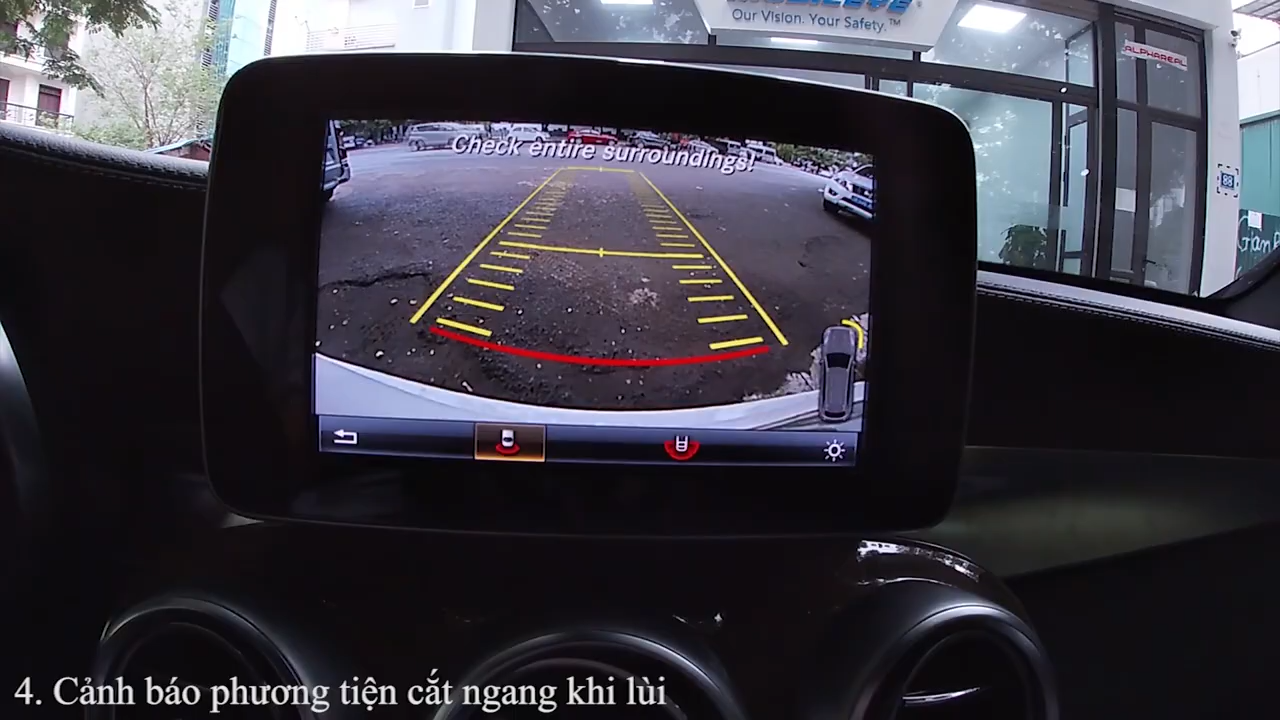 Our Vision. Your Safety.™
ALPHAREAL
88
Check entire surroundings!
4. Cảnh báo phương tiện cắt ngang khi lùi